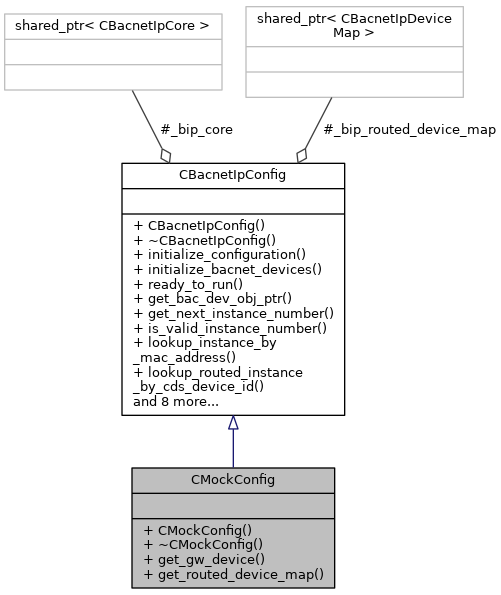 shared_ptr< CBacnetIpCore >
shared_ptr< CBacnetIpDevice
Map >
#_bip_core
#_bip_routed_device_map
CBacnetIpConfig
+ CBacnetIpConfig()
+ ~CBacnetIpConfig()
+ initialize_configuration()
+ initialize_bacnet_devices()
+ ready_to_run()
+ get_bac_dev_obj_ptr()
+ get_next_instance_number()
+ is_valid_instance_number()
+ lookup_instance_by
_mac_address()
+ lookup_routed_instance
_by_cds_device_id()
and 8 more...
CMockConfig
+ CMockConfig()
+ ~CMockConfig()
+ get_gw_device()
+ get_routed_device_map()